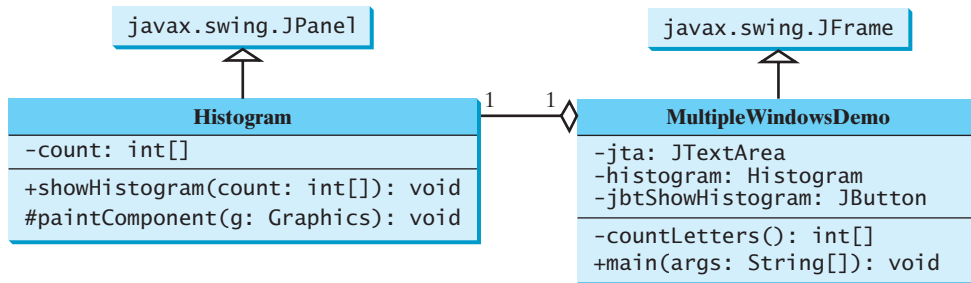 javax.swing.JPanel
javax.swing.JFrame
Histogram
-count: int[]
+showHistogram(count: int[]): void
#paintComponent(g: Graphics): void
1
1
MultipleWindowsDemo
-jta: JTextArea
-histogram: Histogram
-jbtShowHistogram: JButton
-countLetters(): int[]
+main(args: String[]): void